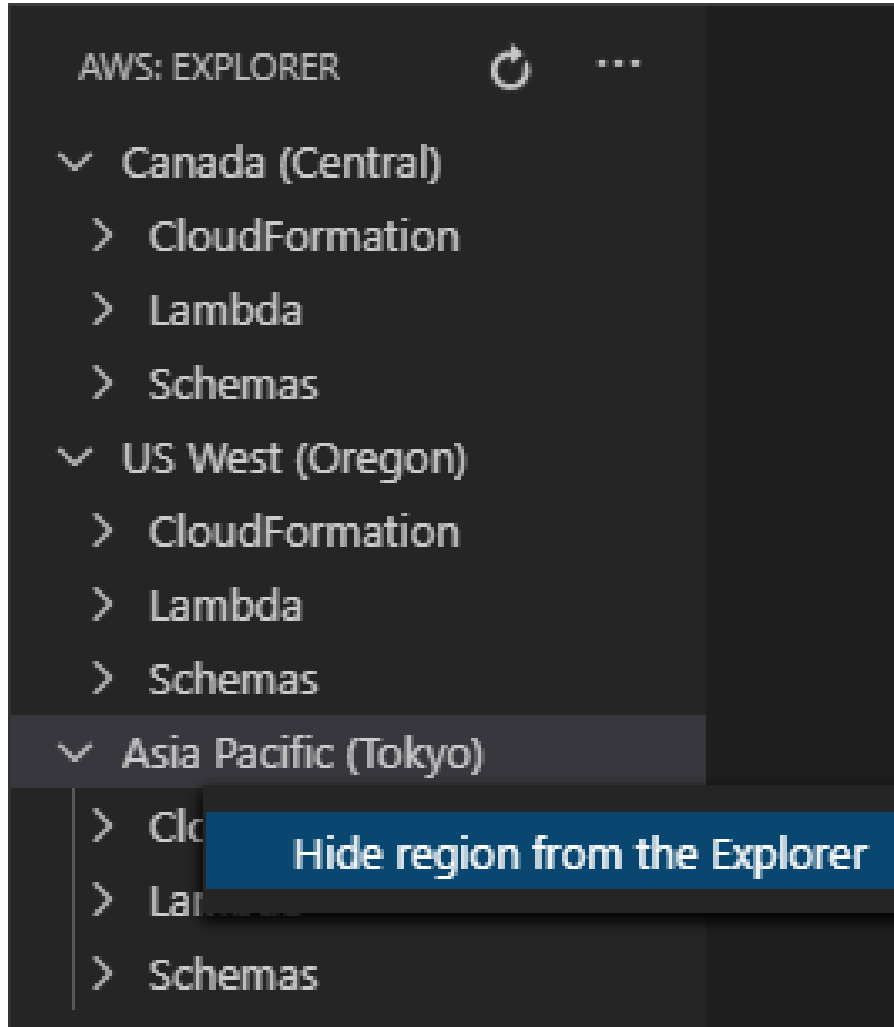 AWS: EXPLORER
Canada (Central)
CloudFormation
Lambda
Schemas
US West (Oregon)
CloudFormation
Lambda
Schemas
Asia Pacific (Tokyo)
Hide region from the Explorer
Schemas